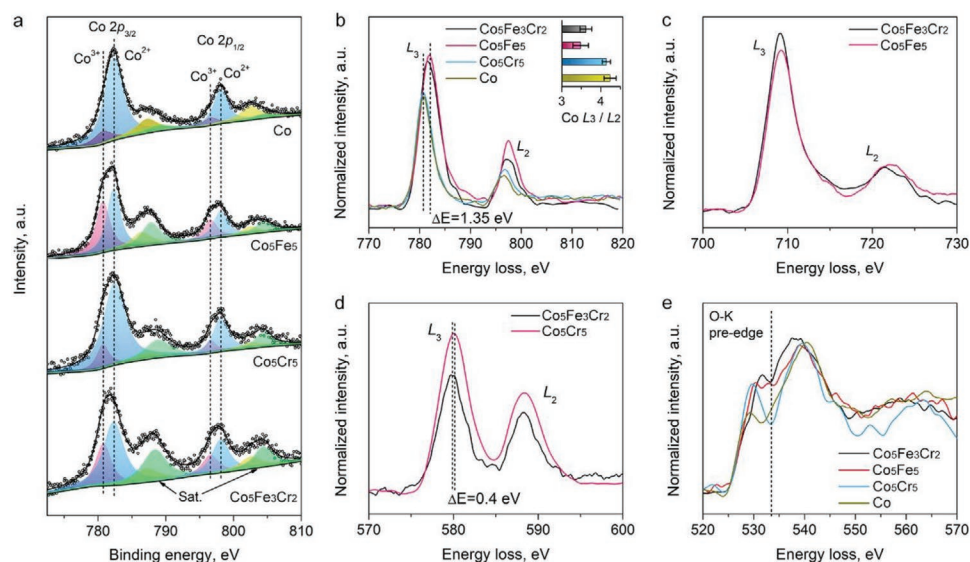 a
Co 2p3/2
Co 2p1/2
Co3+
Co2+
Co3+
Co2+
Co
Co5Fe5
Co5Cr5
Sat.
Co5Fe3Cr2
Intensity, a.u.
780
790
800
810
Binding energy, eV
b
Co5Fe3Cr2
Co5Fe5
Co5Cr5
Co
L3
L2
3
4
Co L3 / L2
ΔE=1.35 eV
Normalized intensity, a.u.
770
780
790
800
810
820
Energy loss, eV
c
Co5Fe3Cr2
Co5Fe5
L3
L2
Normalized intensity, a.u.
700
710
720
730
Energy loss, eV
d
Co5Fe3Cr2
Co5Cr5
L3
L2
ΔE=0.4 eV
Normalized intensity, a.u.
570
580
590
600
Energy loss, eV
e
O-K
pre-edge
Co5Fe3Cr2
Co5Fe5
Co5Cr5
Co
Normalized intensity, a.u.
520
530
540
550
560
570
Energy loss, eV